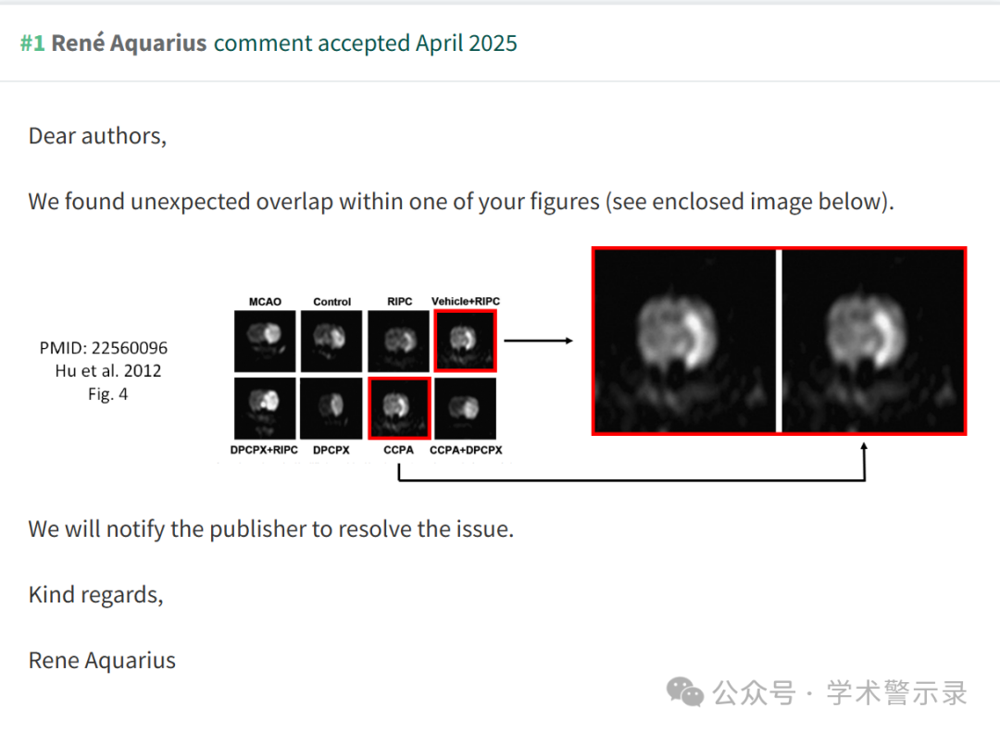 #1 René Aquarius comment accepted April 2025
Dear authors,
We found unexpected overlap within one of your figures (see enclosed image below).
MCAO Control RIPC Vehicle+RIPC
PMID: 22560096
Hu et al. 2012
Fig. 4
DPCPX+RIPC DPCPX CCPA CCPA+DPCPX
We will notify the publisher to resolve the issue.
Kind regards,
Rene Aquarius
公众号 · 学术警示录